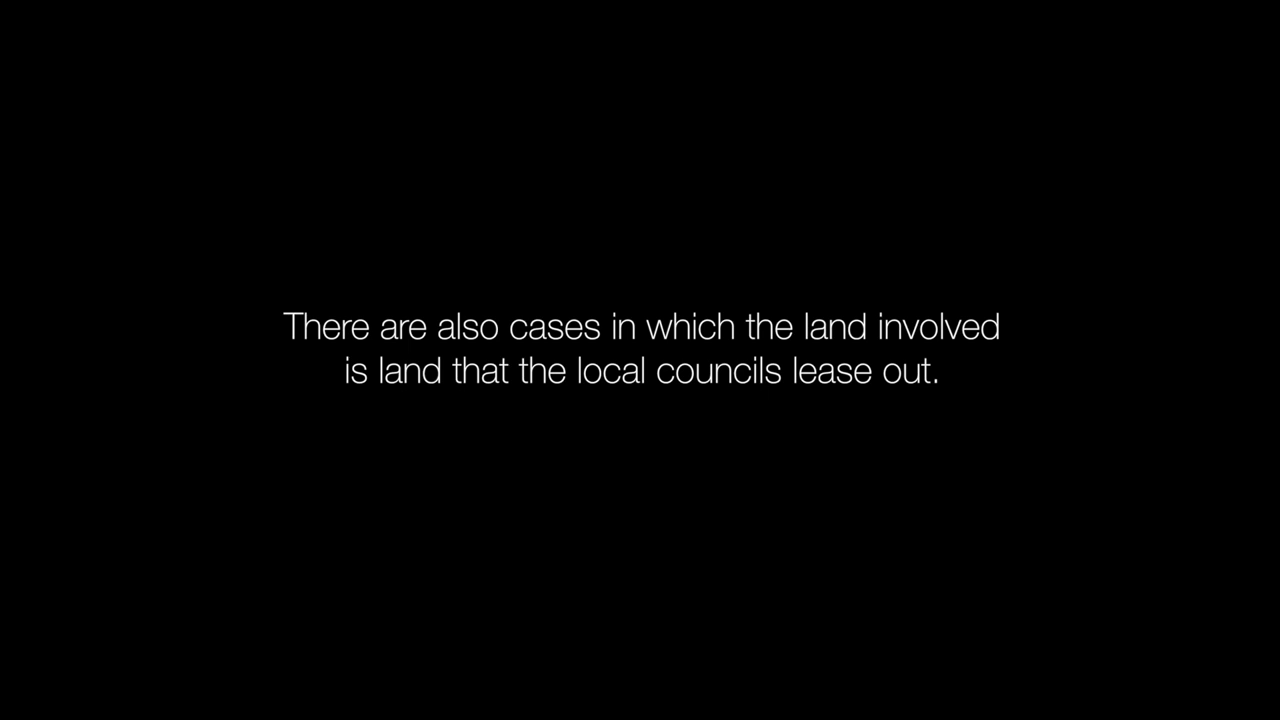 There are also cases in which the land involved
is land that the local councils lease out.